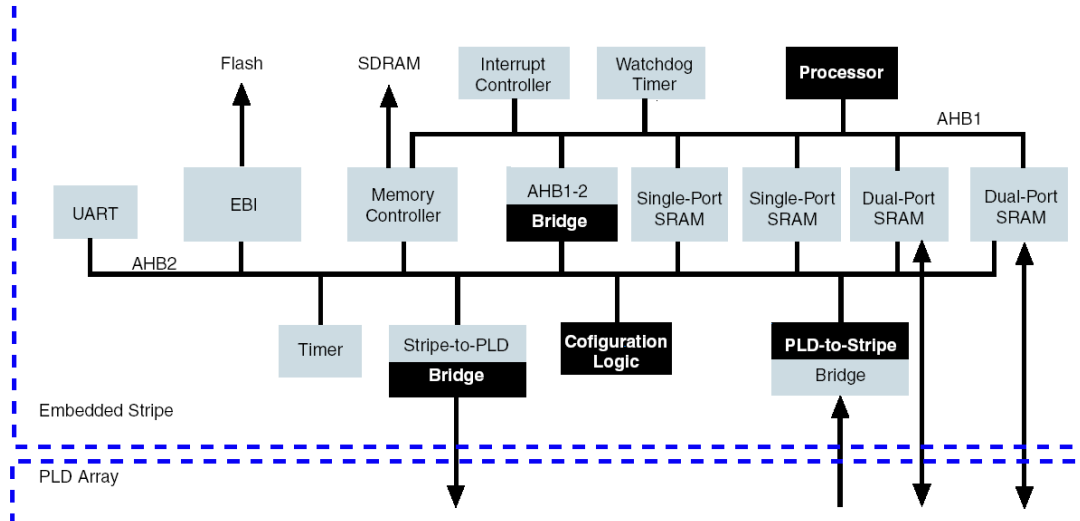 Flash
SDRAM
Interrupt
Controller
Watchdog
Timer
Processor
AHB1
UART
EBI
Memory
Controller
AHB1-2
Bridge
Single-Port
SRAM
Single-Port
SRAM
Dual-Port
SRAM
Dual-Port
SRAM
AHB2
Timer
Stripe-to-PLD
Bridge
Cofiguration
Logic
PLD-to-Stripe
Bridge
Embedded Stripe
PLD Array